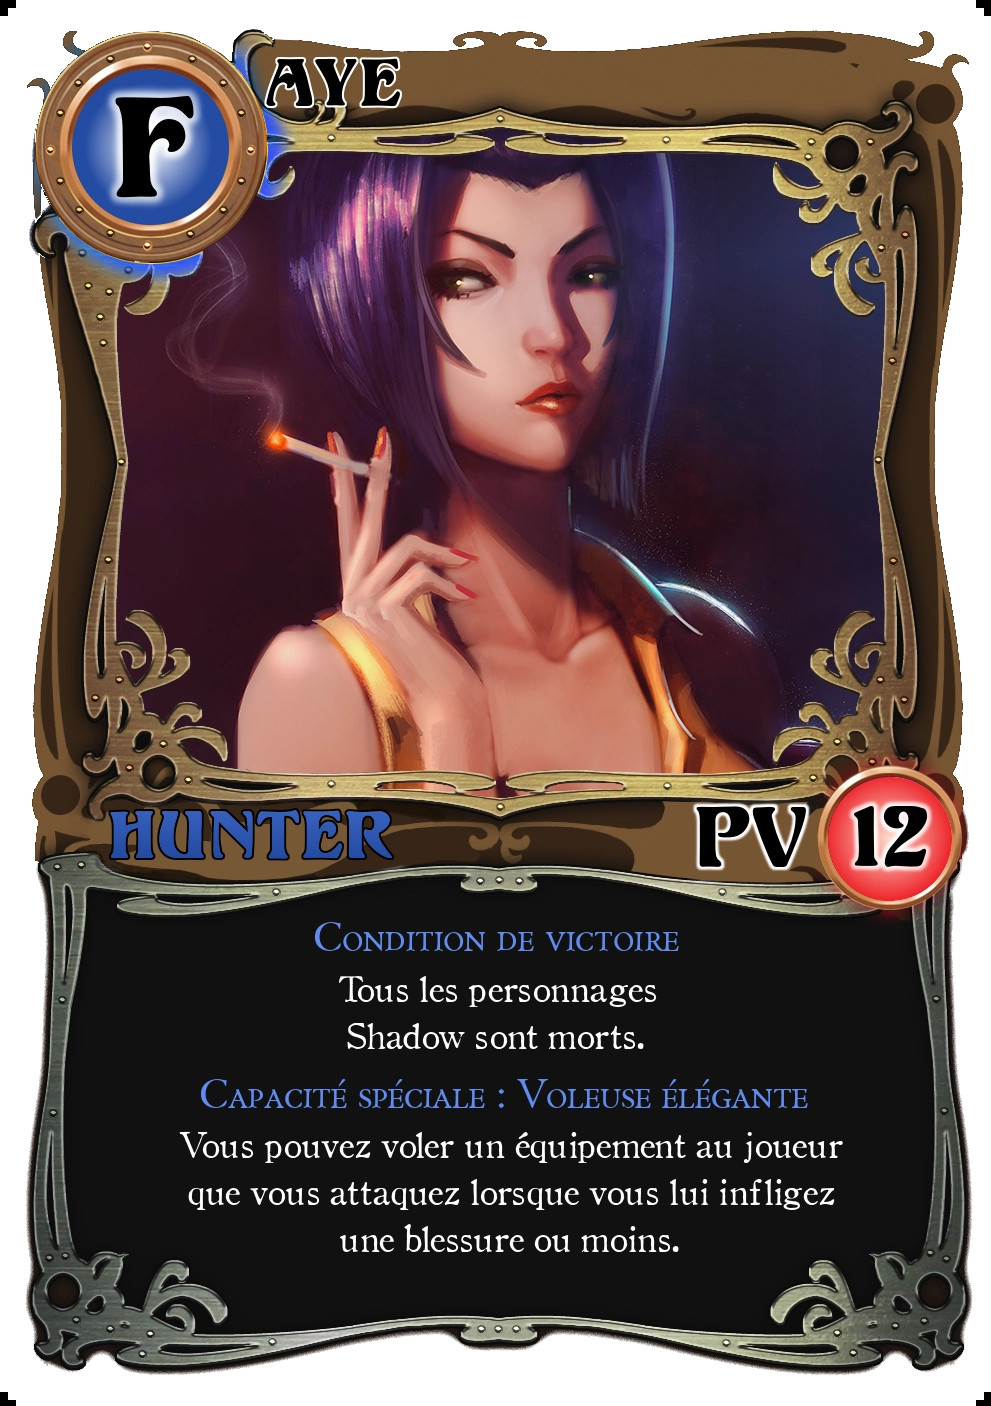 FAYE
HUNTER
PV 12
Condition de victoire
Tous les personnages
Shadow sont morts.
Capacité spéciale : Voleuse élégante
Vous pouvez voler un équipement au joueur
que vous attaquez lorsque vous lui infligez
une blessure ou moins.